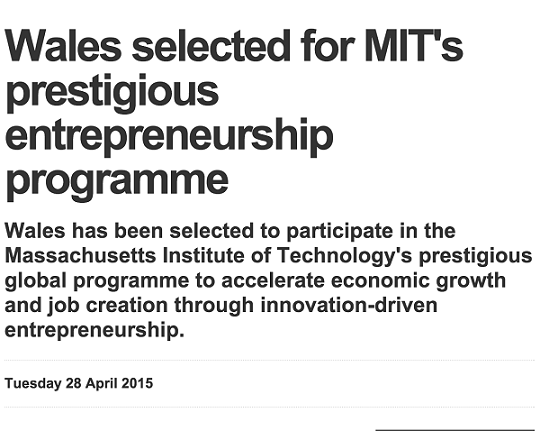 Wales selected for MIT's
prestigious
entrepreneurship
programme
Wales has been selected to participate in the
Massachusetts Institute of Technology's prestigious
global programme to accelerate economic growth
and job creation through innovation-driven
entrepreneurship.
Tuesday 28 April 2015